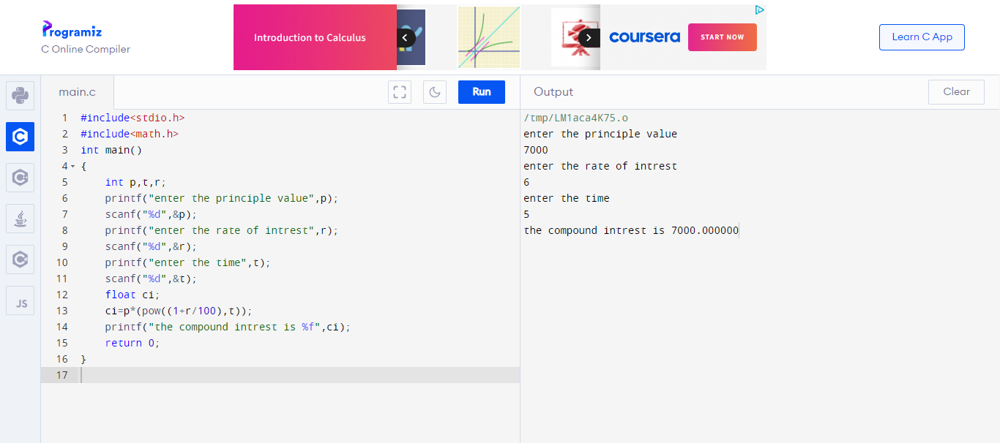 Programiz
C Online Compiler
Introduction to Calculus
coursera
START NOW
Learn C App
main.c
Run
Output
Clear
JS
1 #include<stdio.h>
2 #include<math.h>
3 int main()
4 {
5 int p,t,r;
6 printf("enter the principle value",p);
7 scanf("%d",&p);
8 printf("enter the rate of intrest",r);
9 scanf("%d",&r);
10 printf("enter the time",t);
11 scanf("%d",&t);
12 float ci;
13 ci=p*(pow((1+r/100),t));
14 printf("the compound intrest is %f",ci);
15 return 0;
16 }
17
/tmp/LM1aca4K75.o
enter the principle value
7000
enter the rate of intrest
6
enter the time
5
the compound intrest is 7000.000000